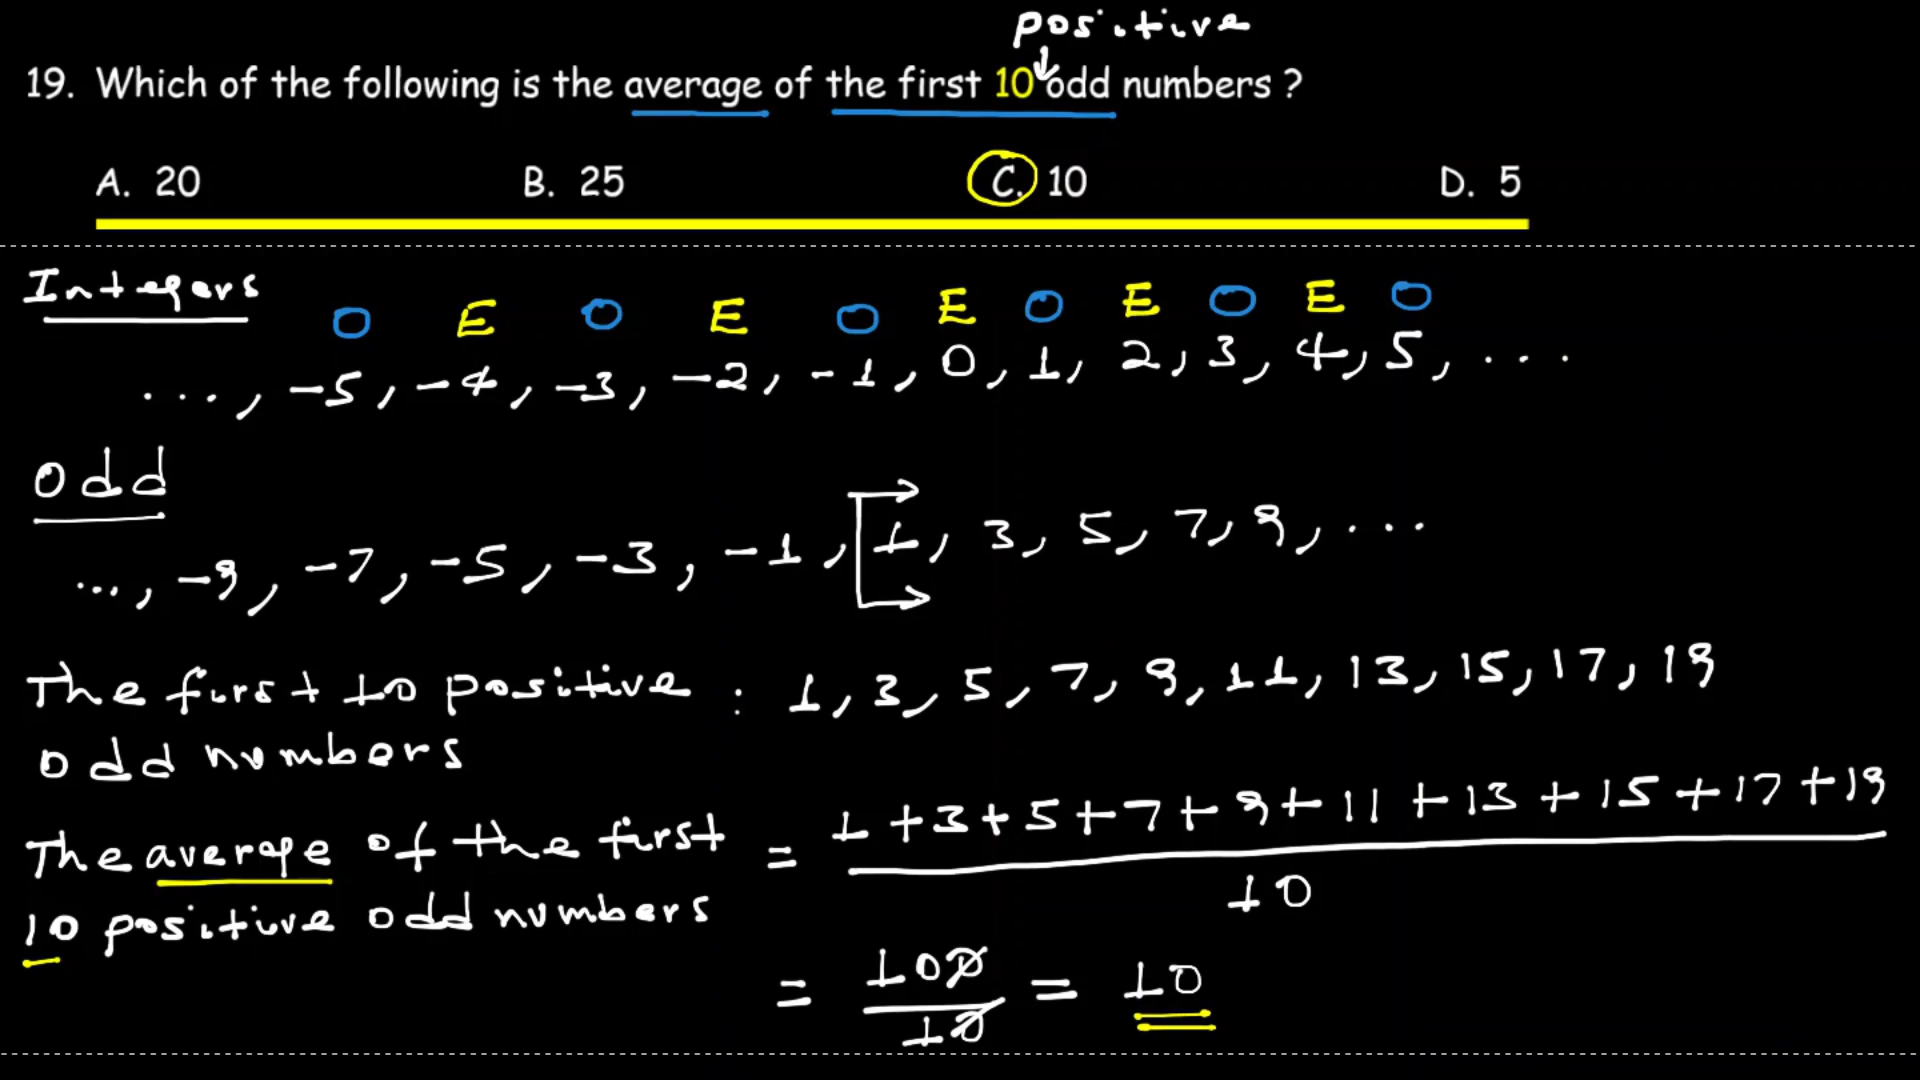 positive
19. Which of the following is the average of the first 10 odd numbers ?
A. 20 B. 25 C. 10 D. 5
Integers
O E O E O E O E O E O
..., -5, -4, -3, -2, -1, 0, 1, 2, 3, 4, 5, ...
Odd
..., -9, -7, -5, -3, -1, 1, 3, 5, 7, 9, ...
The first 10 positive : 1, 3, 5, 7, 9, 11, 13, 15, 17, 19
odd numbers
The average of the first = 1 + 3 + 5 + 7 + 9 + 11 + 13 + 15 + 17 + 19
10 positive odd numbers 10
= 100 = 10
10